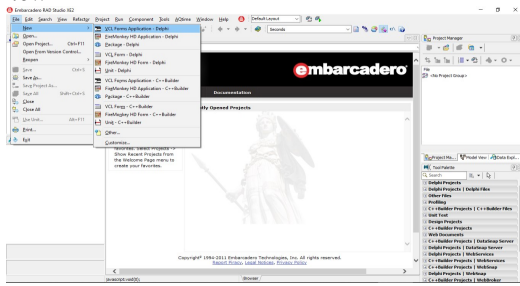 Embarcadero RAD Studio XE2
File Edit Search View Refactor Project Run Component Tools AQtime Window Help Default Layout
New
Open...
Open Project... Ctrl+F11
Open From Version Control...
Reopen
Save Ctrl+S
Save As...
Save Project As...
Save All Shift+Ctrl+S
Close
Close All
Use Unit... Alt+F11
Print...
Exit
VCL Forms Application - Delphi
FireMonkey HD Application - Delphi
Package - Delphi
VCL Form - Delphi
FireMonkey HD Form - Delphi
Unit - Delphi
VCL Forms Application - C++Builder
FireMonkey HD Application - C++Builder
Package - C++Builder
VCL Form - C++Builder
FireMonkey HD Form - C++Builder
Unit - C++Builder
Other...
Customize...
Seconds
embarcadero
Documentation
ly Opened Projects
favorites. Select Projects ->
Show Recent Projects from
the Welcome Page menu to
create your favorites.
Copyright© 1994-2011 Embarcadero Technologies, Inc. All rights reserved.
Report Policy, Legal Notices, Privacy Policy
javascript:void(0);
Browser
Project Manager
File
<No Project Group>
Project Ma...
Model View
Data Expl...
Tool Palette
Search
Delphi Projects
Delphi Projects | Delphi Files
Other Files
Profiling
C++Builder Projects | C++Builder Files
Unit Test
Design Projects
C++Builder Projects
Web Documents
C++Builder Projects | DataSnap Server
Delphi Projects | WebServices
Delphi Projects | DataSnap Server
C++Builder Projects | WebServices
C++Builder Projects | WebSnap
Delphi Projects | WebSnap
C++Builder Projects | WebBroker